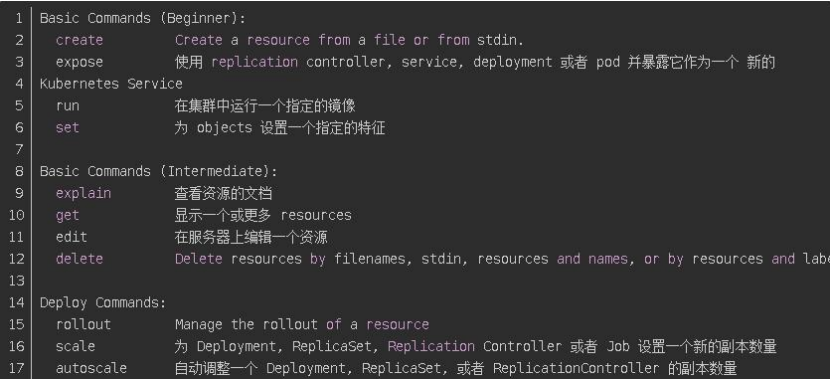 1 Basic Commands (Beginner):
2 create Create a resource from a file or from stdin.
3 expose 使用 replication controller, service, deployment 或者 pod 并暴露它作为一个 新的
4 Kubernetes Service
5 run 在集群中运行一个指定的镜像
6 set 为 objects 设置一个指定的特征
7
8 Basic Commands (Intermediate):
9 explain 查看资源的文档
10 get 显示一个或更多 resources
11 edit 在服务器上编辑一个资源
12 delete Delete resources by filenames, stdin, resources and names, or by resources and labe
13
14 Deploy Commands:
15 rollout Manage the rollout of a resource
16 scale 为 Deployment, ReplicaSet, Replication Controller 或者 Job 设置一个新的副本数量
17 autoscale 自动调整一个 Deployment, ReplicaSet, 或者 ReplicationController 的副本数量